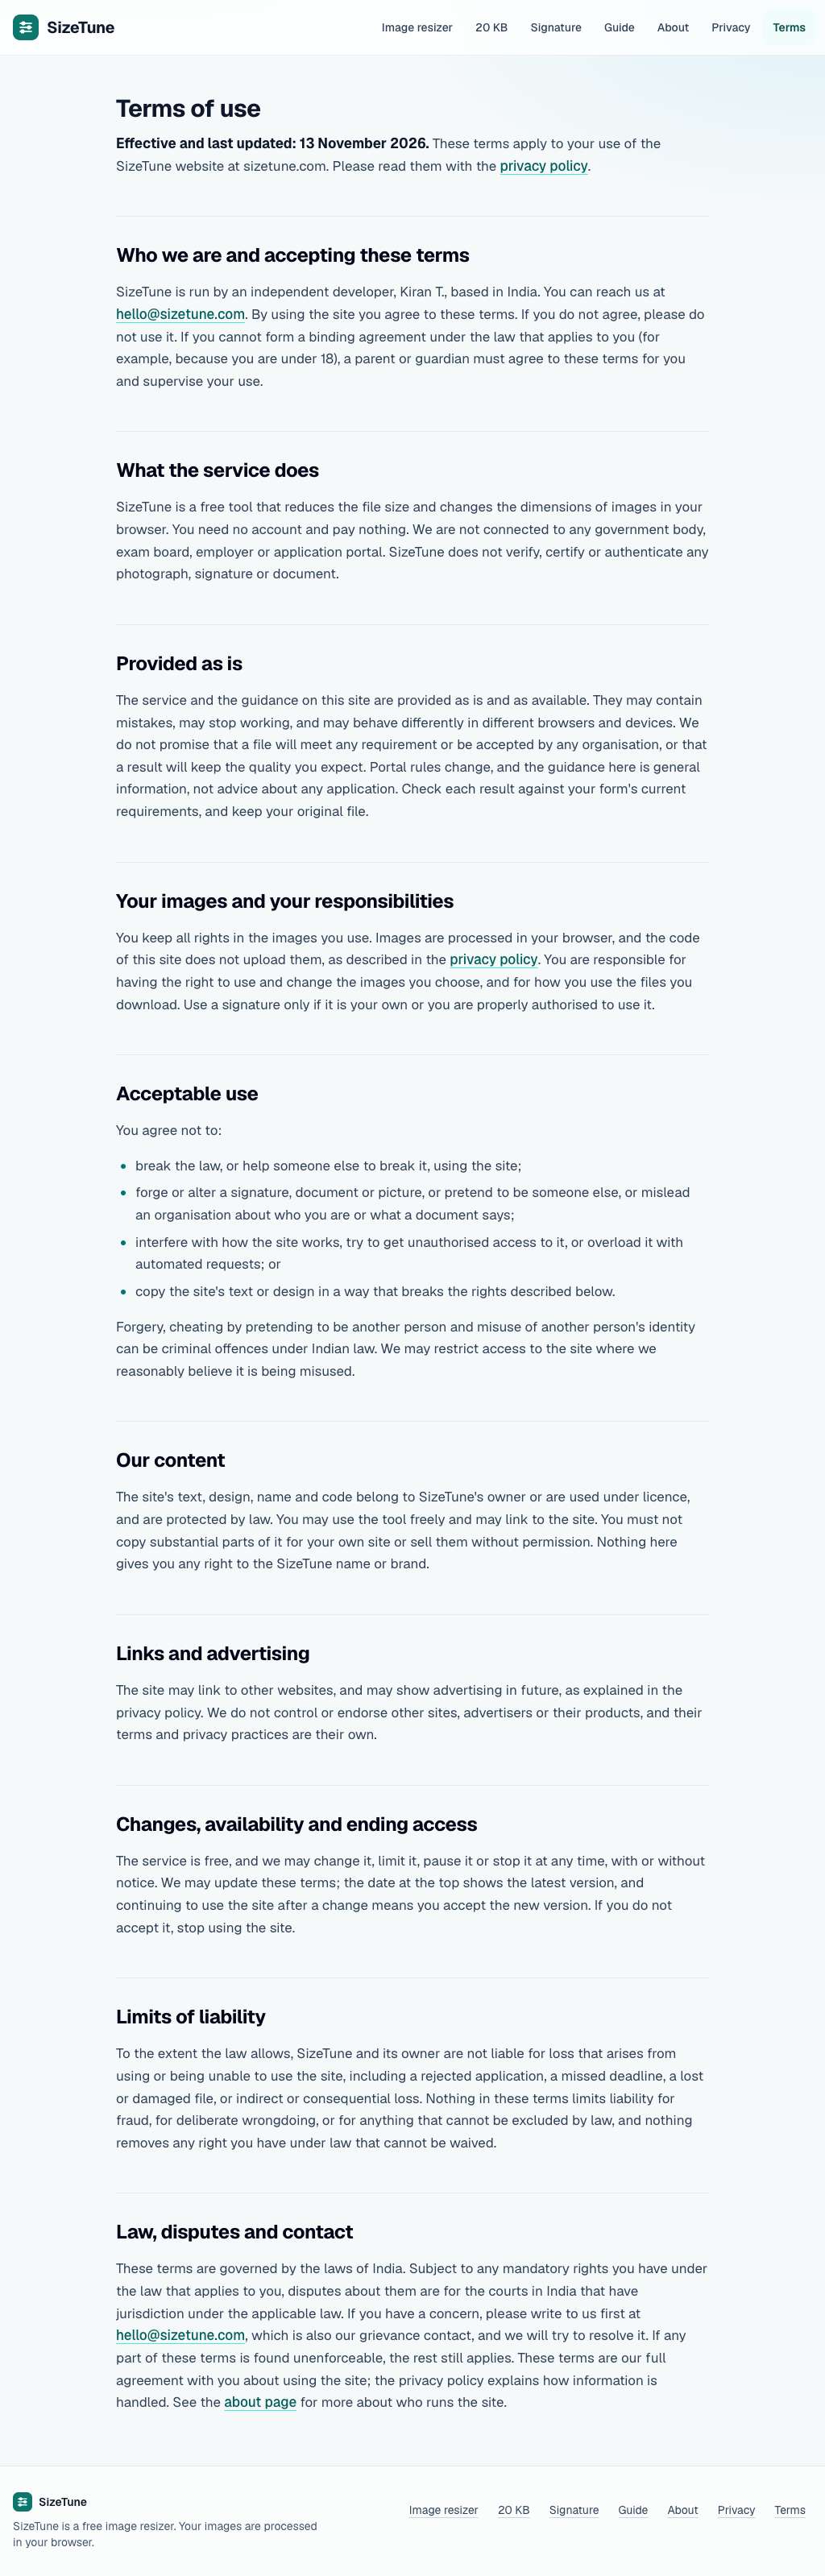 SizeTune
Image resizer 20 KB Signature Guide About Privacy Terms
Terms of use
Effective and last updated: 13 November 2026. These terms apply to your use of the
SizeTune website at sizetune.com. Please read them with the privacy policy.
Who we are and accepting these terms
SizeTune is run by an independent developer, Kiran T., based in India. You can reach us at
hello@sizetune.com. By using the site you agree to these terms. If you do not agree, please do
not use it. If you cannot form a binding agreement under the law that applies to you (for
example, because you are under 18), a parent or guardian must agree to these terms for you
and supervise your use.
What the service does
SizeTune is a free tool that reduces the file size and changes the dimensions of images in your
browser. You need no account and pay nothing. We are not connected to any government body,
exam board, employer or application portal. SizeTune does not verify, certify or authenticate any
photograph, signature or document.
Provided as is
The service and the guidance on this site are provided as is and as available. They may contain
mistakes, may stop working, and may behave differently in different browsers and devices. We
do not promise that a file will meet any requirement or be accepted by any organisation, or that
a result will keep the quality you expect. Portal rules change, and the guidance here is general
information, not advice about any application. Check each result against your form's current
requirements, and keep your original file.
Your images and your responsibilities
You keep all rights in the images you use. Images are processed in your browser, and the code
of this site does not upload them, as described in the privacy policy. You are responsible for
having the right to use and change the images you choose, and for how you use the files you
download. Use a signature only if it is your own or you are properly authorised to use it.
Acceptable use
You agree not to:
• break the law, or help someone else to break it, using the site;
• forge or alter a signature, document or picture, or pretend to be someone else, or mislead
an organisation about who you are or what a document says;
• interfere with how the site works, try to get unauthorised access to it, or overload it with
automated requests; or
• copy the site's text or design in a way that breaks the rights described below.
Forgery, cheating by pretending to be another person and misuse of another person's identity
can be criminal offences under Indian law. We may restrict access to the site where we
reasonably believe it is being misused.
Our content
The site's text, design, name and code belong to SizeTune's owner or are used under licence,
and are protected by law. You may use the tool freely and may link to the site. You must not
copy substantial parts of it for your own site or sell them without permission. Nothing here
gives you any right to the SizeTune name or brand.
Links and advertising
The site may link to other websites, and may show advertising in future, as explained in the
privacy policy. We do not control or endorse other sites, advertisers or their products, and their
terms and privacy practices are their own.
Changes, availability and ending access
The service is free, and we may change it, limit it, pause it or stop it at any time, with or without
notice. We may update these terms; the date at the top shows the latest version, and
continuing to use the site after a change means you accept the new version. If you do not
accept it, stop using the site.
Limits of liability
To the extent the law allows, SizeTune and its owner are not liable for loss that arises from
using or being unable to use the site, including a rejected application, a missed deadline, a lost
or damaged file, or indirect or consequential loss. Nothing in these terms limits liability for
fraud, for deliberate wrongdoing, or for anything that cannot be excluded by law, and nothing
removes any right you have under law that cannot be waived.
Law, disputes and contact
These terms are governed by the laws of India. Subject to any mandatory rights you have under
the law that applies to you, disputes about them are for the courts in India that have
jurisdiction under the applicable law. If you have a concern, please write to us first at
hello@sizetune.com, which is also our grievance contact, and we will try to resolve it. If any
part of these terms is found unenforceable, the rest still applies. These terms are our full
agreement with you about using the site; the privacy policy explains how information is
handled. See the about page for more about who runs the site.
SizeTune
SizeTune is a free image resizer. Your images are processed
in your browser.
Image resizer 20 KB Signature Guide About Privacy Terms